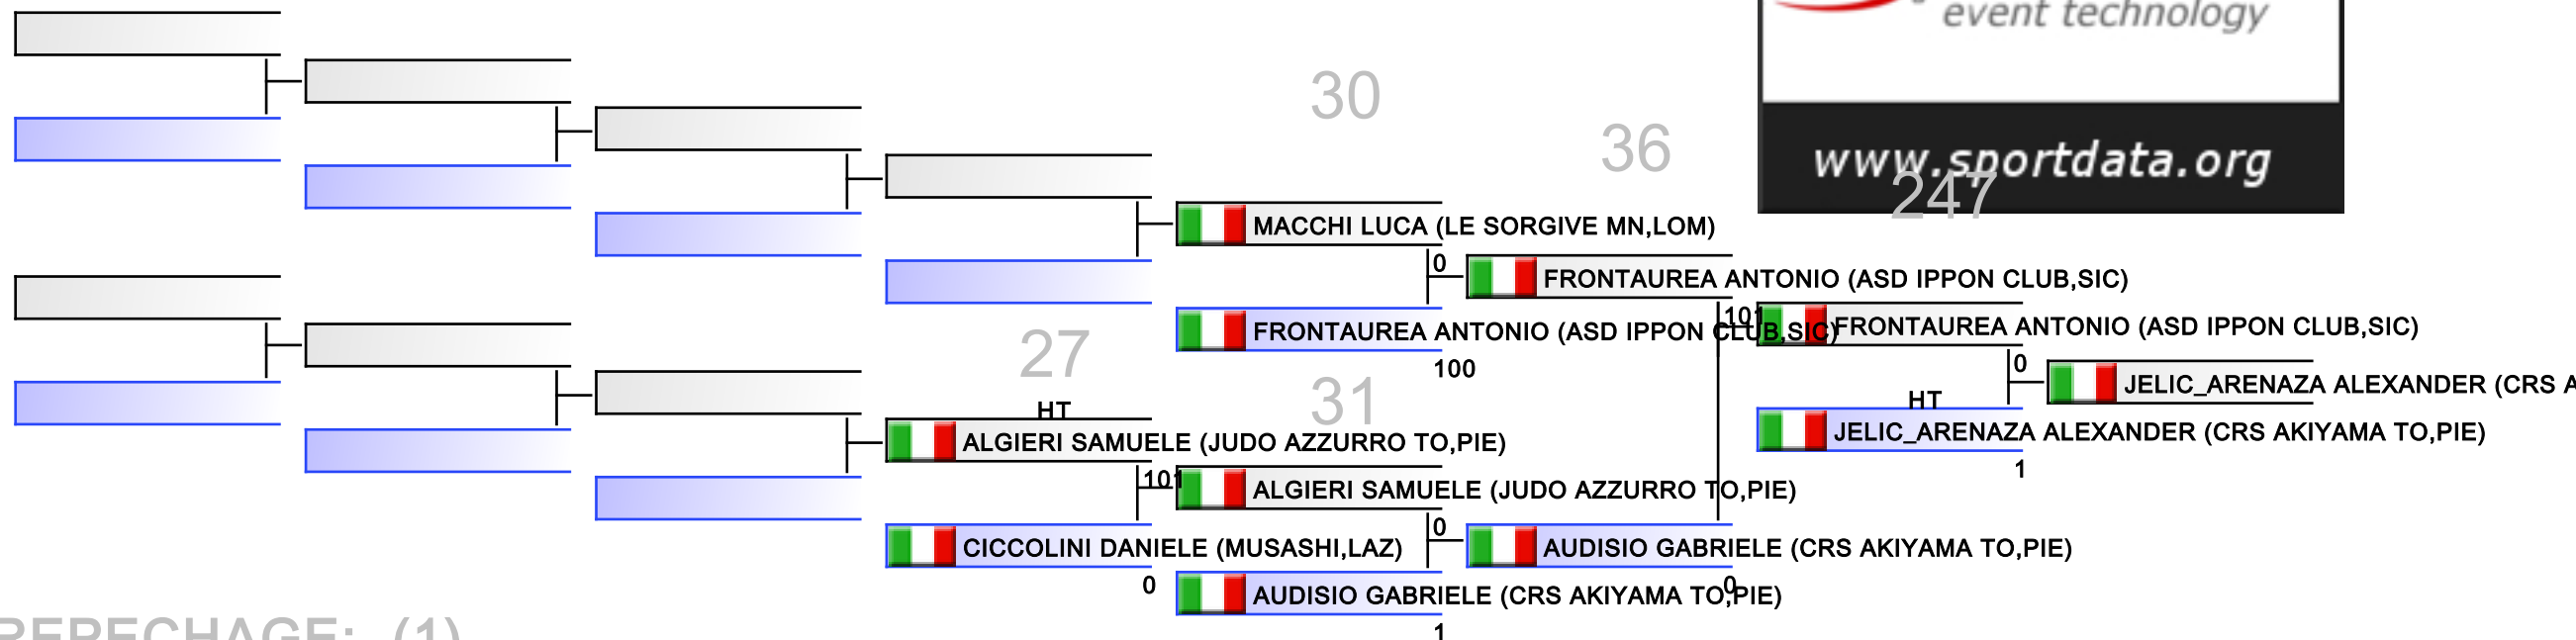 event technology
30
36
www.sportdata.org
247
MACCHI LUCA (LE SORGIVE MN,LOM)
0
FRONTAUREA ANTONIO (ASD IPPON CLUB,SIC)
101
FRONTAUREA ANTONIO (ASD IPPON CLUB,SIC)
FRONTAUREA ANTONIO (ASD IPPON CLUB,SIC)
27
100
0
JELIC_ARENAZA ALEXANDER (CRS A
HT
31
HT
ALGIERI SAMUELE (JUDO AZZURRO TO,PIE)
JELIC_ARENAZA ALEXANDER (CRS AKIYAMA TO,PIE)
1
101
ALGIERI SAMUELE (JUDO AZZURRO TO,PIE)
0
CICCOLINI DANIELE (MUSASHI,LAZ)
AUDISIO GABRIELE (CRS AKIYAMA TO,PIE)
0
0
AUDISIO GABRIELE (CRS AKIYAMA TO,PIE)
1
REPECHAGE: (1)